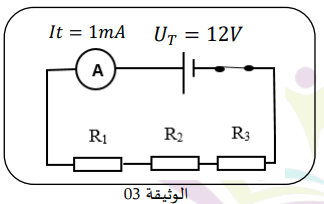 It = 1mA U_T = 12V
A
R₁ R₂ R₃
الوثيقة 03